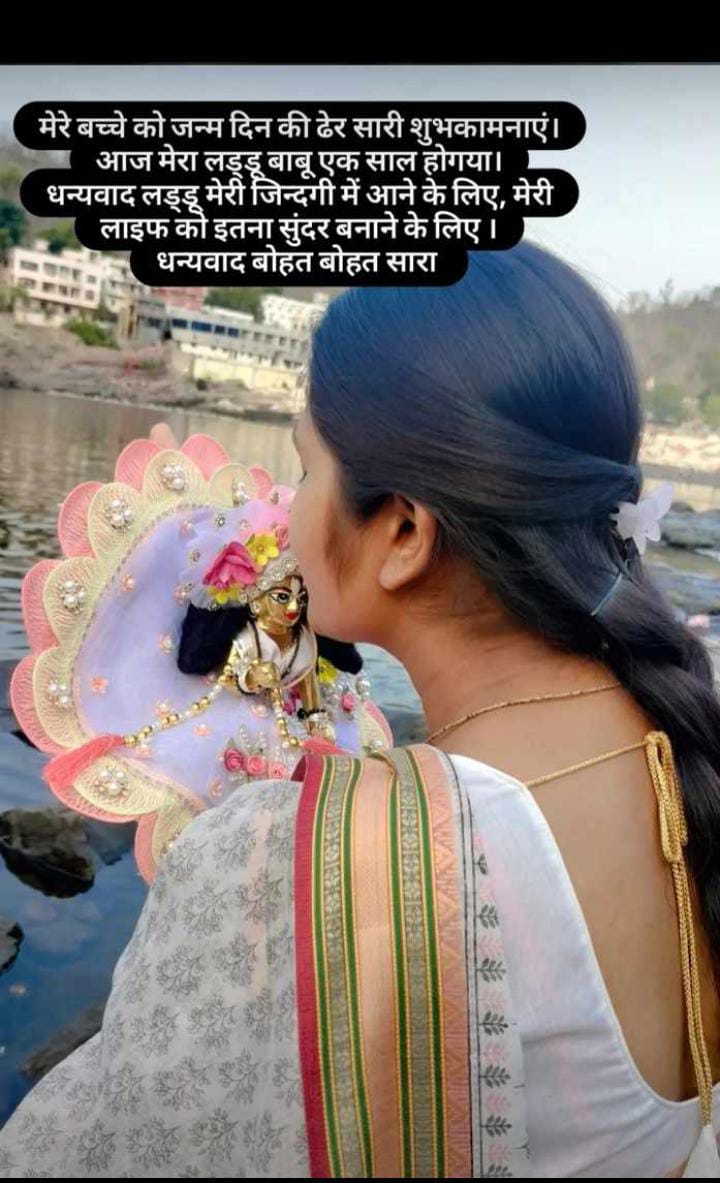 मेरे बच्चे को जन्म दिन की ढेर सारी शुभकामनाएं।
आज मेरा लड्डू बाबू एक साल होगया।
धन्यवाद लड्डू मेरी जिन्दगी में आने के लिए, मेरी
लाइफ को इतना सुंदर बनाने के लिए ।
धन्यवाद बोहत बोहत सारा